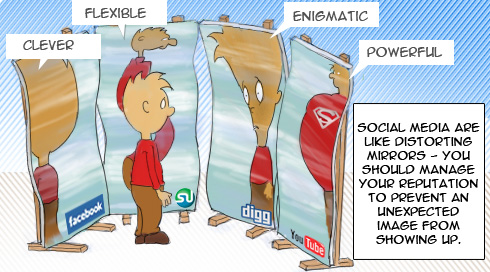 FLEXIBLE
ENIGMATIC
CLEVER
POWERFUL
SOCIAL MEDIA ARE
LIKE DISTORTING
MIRRORS - YOU
SHOULD MANAGE
YOUR REPUTATION
TO PREVENT AN
UNEXPECTED
IMAGE FROM
SHOWING UP.
facebook
SU
digg
YouTube
S